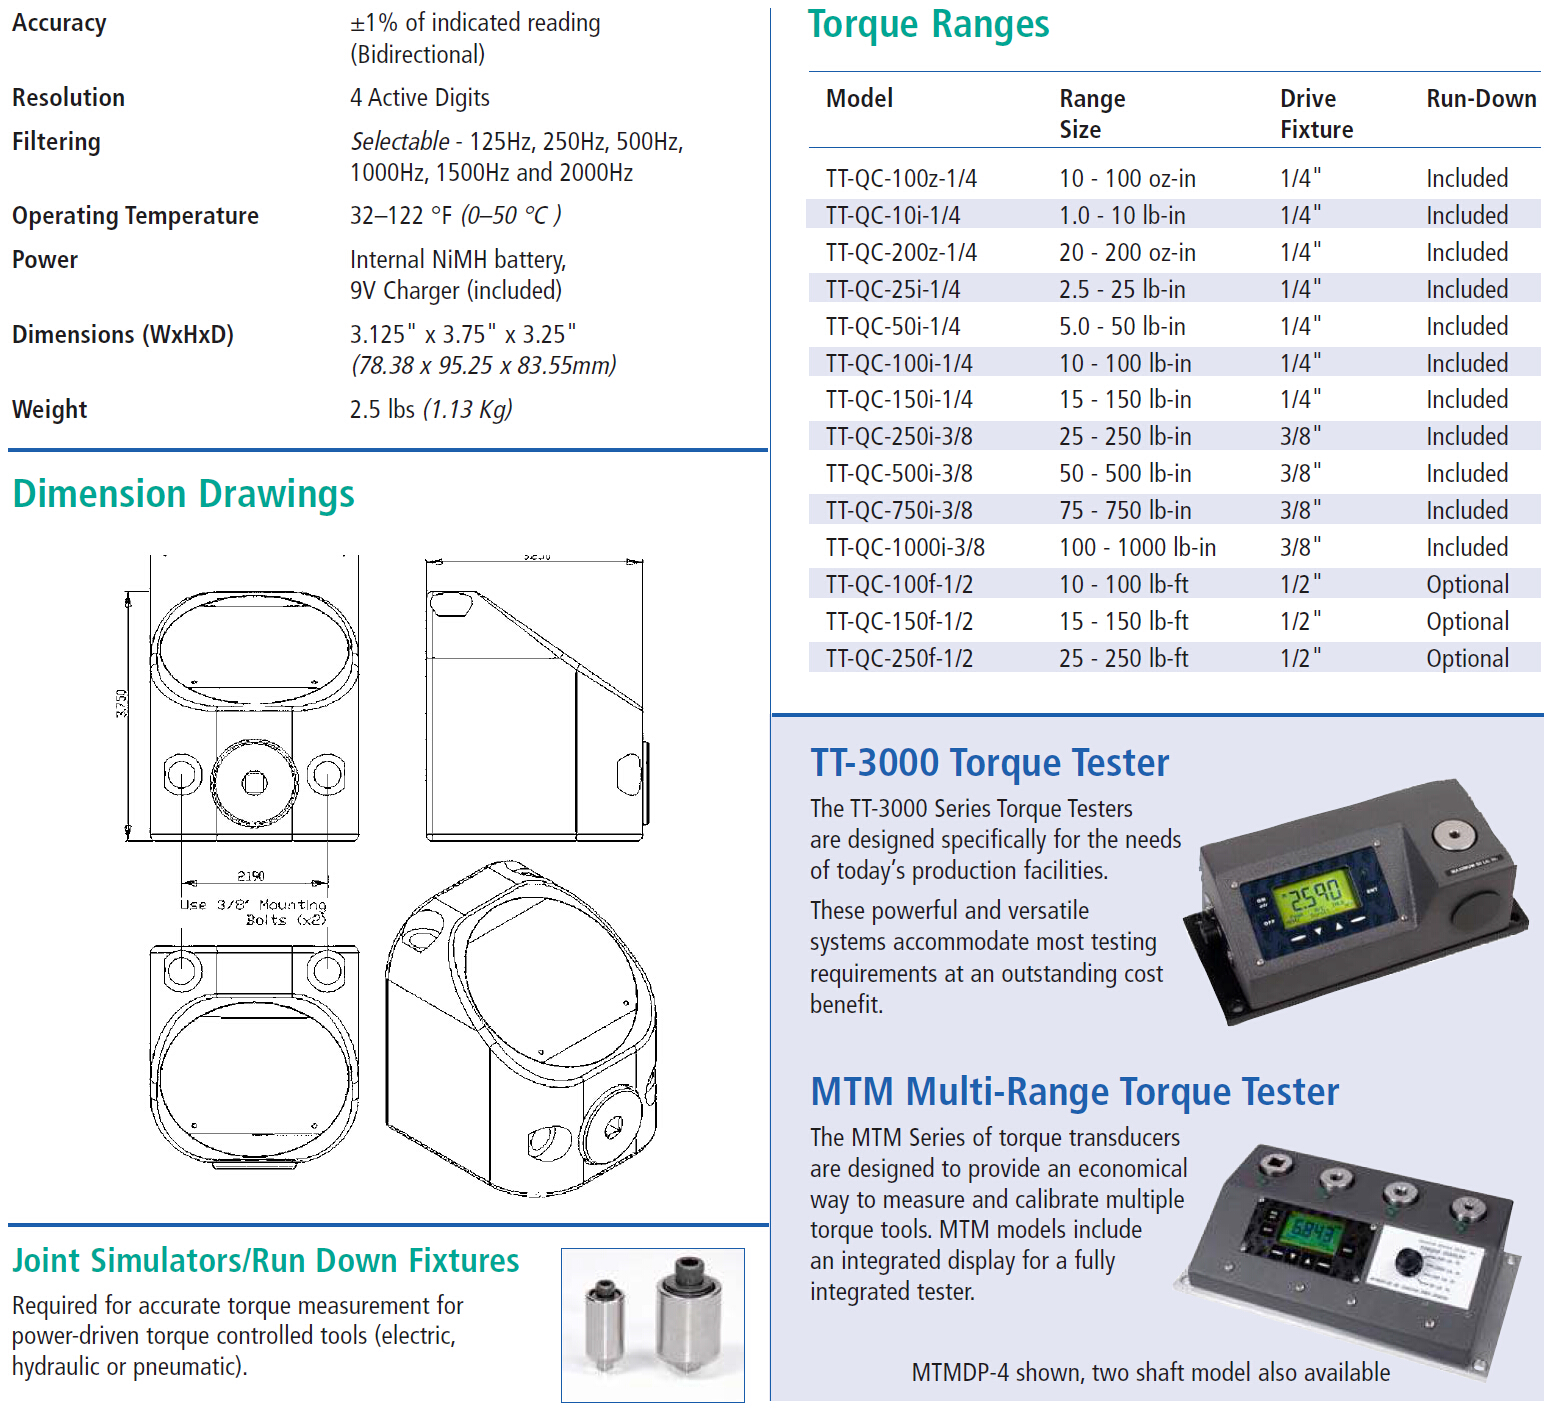 Accuracy ±1% of indicated reading
(Bidirectional)
Resolution 4 Active Digits
Filtering Selectable - 125Hz, 250Hz, 500Hz,
1000Hz, 1500Hz and 2000Hz
Operating Temperature 32–122 °F (0–50 °C )
Power Internal NiMH battery,
9V Charger (included)
Dimensions (WxHxD) 3.125" x 3.75" x 3.25"
(78.38 x 95.25 x 83.55mm)
Weight 2.5 lbs (1.13 Kg)
Dimension Drawings
3.750
2.190
Use 3/8" Mounting
Bolts (x2)
Joint Simulators/Run Down Fixtures
Required for accurate torque measurement for
power-driven torque controlled tools (electric,
hydraulic or pneumatic).
Torque Ranges
Model Range Drive Run-Down
Size Fixture
TT-QC-100z-1/4 10 - 100 oz-in 1/4" Included
TT-QC-10i-1/4 1.0 - 10 lb-in 1/4" Included
TT-QC-200z-1/4 20 - 200 oz-in 1/4" Included
TT-QC-25i-1/4 2.5 - 25 lb-in 1/4" Included
TT-QC-50i-1/4 5.0 - 50 lb-in 1/4" Included
TT-QC-100i-1/4 10 - 100 lb-in 1/4" Included
TT-QC-150i-1/4 15 - 150 lb-in 1/4" Included
TT-QC-250i-3/8 25 - 250 lb-in 3/8" Included
TT-QC-500i-3/8 50 - 500 lb-in 3/8" Included
TT-QC-750i-3/8 75 - 750 lb-in 3/8" Included
TT-QC-1000i-3/8 100 - 1000 lb-in 3/8" Included
TT-QC-100f-1/2 10 - 100 lb-ft 1/2" Optional
TT-QC-150f-1/2 15 - 150 lb-ft 1/2" Optional
TT-QC-250f-1/2 25 - 250 lb-ft 1/2" Optional
TT-3000 Torque Tester
The TT-3000 Series Torque Testers
are designed specifically for the needs
of today's production facilities.
These powerful and versatile
systems accommodate most testing
requirements at an outstanding cost
benefit.
2.590
MTM Multi-Range Torque Tester
The MTM Series of torque transducers
are designed to provide an economical
way to measure and calibrate multiple
torque tools. MTM models include
an integrated display for a fully
integrated tester.
6.843
MTMDP-4 shown, two shaft model also available